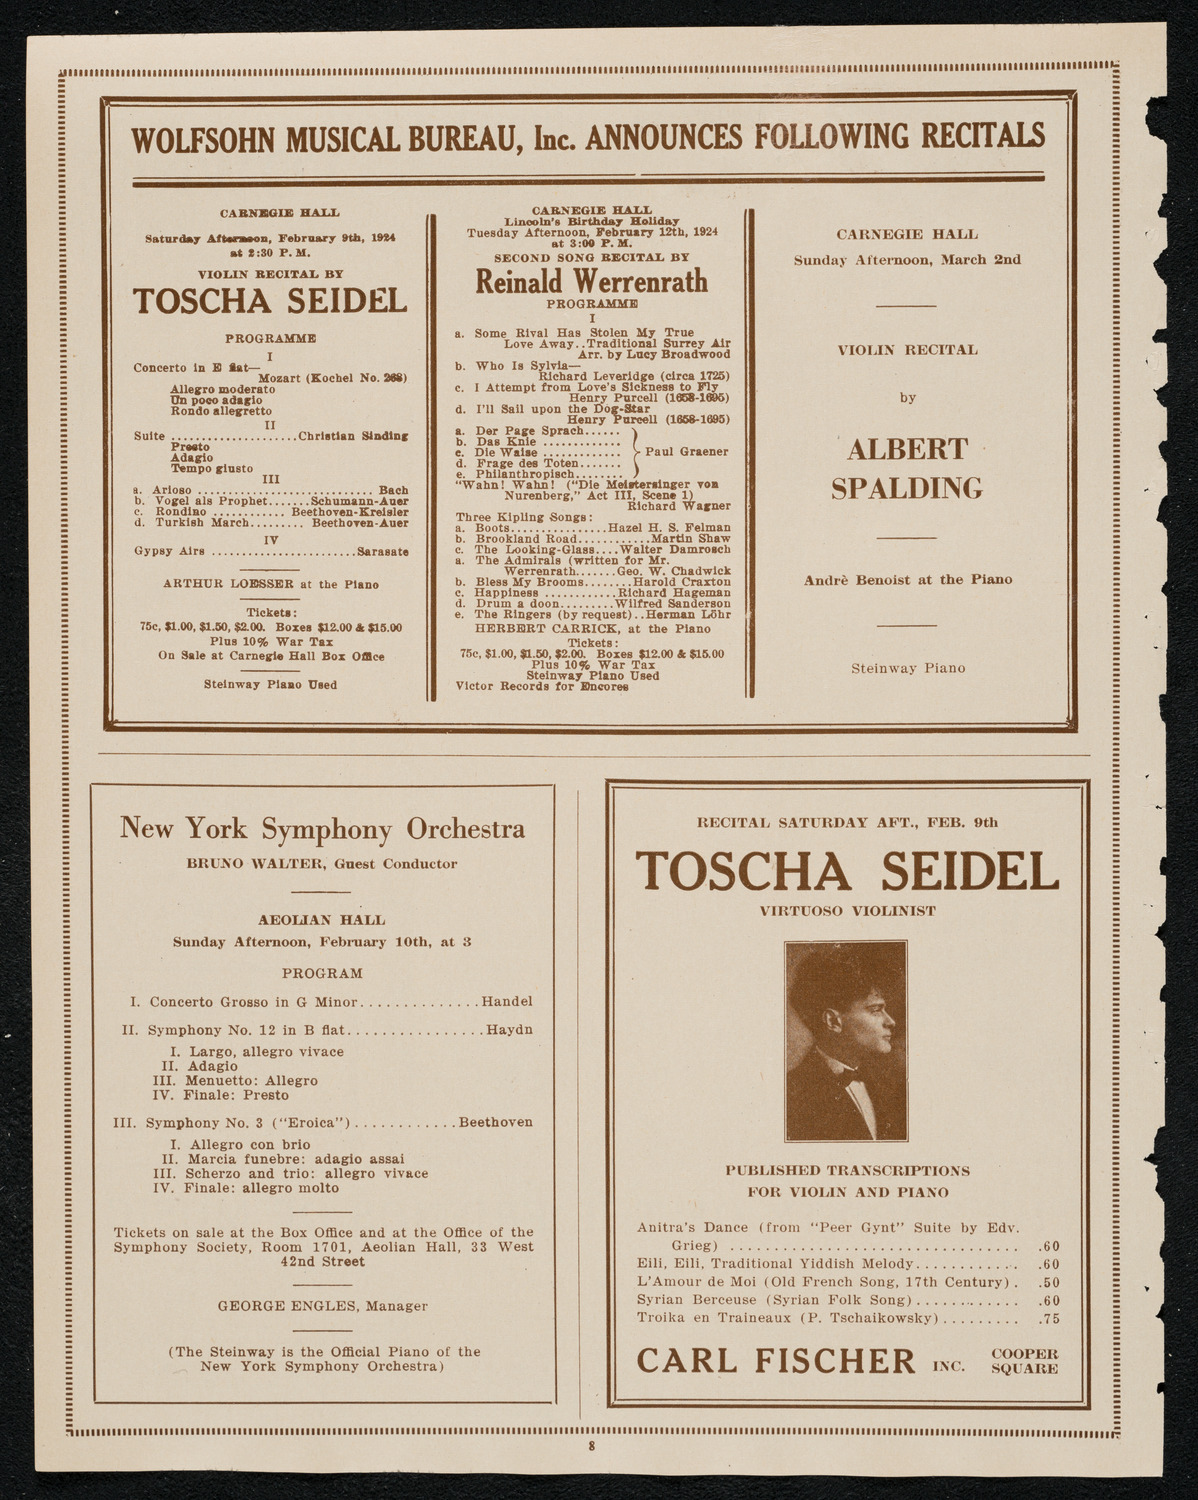 WOLFSOHN MUSICAL BUREAU, Inc. ANNOUNCES FOLLOWING RECITALS
CARNEGIE HALL
Saturday Afternoon, February 9th, 1924
at 2:30 P. M.
VIOLIN RECITAL BY
TOSCHA SEIDEL
PROGRAMME
I
Concerto in E flat—
Mozart (Kochel No. 268)
Allegro moderato
Un poco adagio
Rondo allegretto
II
Suite ......................Christian Sinding
Presto
Adagio
Tempo giusto
III
a. Arioso ............................ Bach
b. Vogel als Prophet.......Schumann-Auer
c. Rondino ............ Beethoven-Kreisler
d. Turkish March......... Beethoven-Auer
IV
Gypsy Airs ........................Sarasate
ARTHUR LOESSER at the Piano
Tickets:
75c, $1.00, $1.50, $2.00. Boxes $12.00 & $15.00
Plus 10% War Tax
On Sale at Carnegie Hall Box Office
Steinway Piano Used
CARNEGIE HALL
Lincoln's Birthday Holiday
Tuesday Afternoon, February 12th, 1924
at 3:00 P. M.
SECOND SONG RECITAL BY
Reinald Werrenrath
PROGRAMME
I
a. Some Rival Has Stolen My True
Love Away..Traditional Surrey Air
Arr. by Lucy Broadwood
b. Who Is Sylvia—
Richard Leveridge (circa 1725)
c. I Attempt from Love's Sickness to Fly
Henry Purcell (1658-1695)
d. I'll Sail upon the Dog-Star
Henry Purcell (1658-1695)
a. Der Page Sprach......
b. Das Knie .............
c. Die Waise ............. Paul Graener
d. Frage des Toten.......
e. Philanthropisch........
"Wahn! Wahn! ("Die Meistersinger von
Nurenberg," Act III, Scene 1)
Richard Wagner
Three Kipling Songs:
a. Boots................Hazel H. S. Felman
b. Brookland Road............Martin Shaw
c. The Looking-Glass....Walter Damrosch
a. The Admirals (written for Mr.
Werrenrath.......Geo. W. Chadwick
b. Bless My Brooms........Harold Craxton
c. Happiness ............Richard Hageman
d. Drum a doon.........Wilfred Sanderson
e. The Ringers (by request)..Herman Löhr
HERBERT CARRICK, at the Piano
Tickets:
75c, $1.00, $1.50, $2.00. Boxes $12.00 & $15.00
Plus 10% War Tax
Steinway Piano Used
Victor Records for Encores
CARNEGIE HALL
Sunday Afternoon, March 2nd
VIOLIN RECITAL
by
ALBERT
SPALDING
Andrè Benoist at the Piano
Steinway Piano
New York Symphony Orchestra
BRUNO WALTER, Guest Conductor
AEOLIAN HALL
Sunday Afternoon, February 10th, at 3
PROGRAM
I. Concerto Grosso in G Minor..............Handel
II. Symphony No. 12 in B flat................Haydn
I. Largo, allegro vivace
II. Adagio
III. Menuetto: Allegro
IV. Finale: Presto
III. Symphony No. 3 ("Eroica")............Beethoven
I. Allegro con brio
II. Marcia funebre: adagio assai
III. Scherzo and trio: allegro vivace
IV. Finale: allegro molto
Tickets on sale at the Box Office and at the Office of the
Symphony Society, Room 1701, Aeolian Hall, 33 West
42nd Street
GEORGE ENGLES, Manager
(The Steinway is the Official Piano of the
New York Symphony Orchestra)
RECITAL SATURDAY AFT., FEB. 9th
TOSCHA SEIDEL
VIRTUOSO VIOLINIST
PUBLISHED TRANSCRIPTIONS
FOR VIOLIN AND PIANO
Anitra's Dance (from "Peer Gynt" Suite by Edv.
Grieg) ................................ .60
Eili, Eili, Traditional Yiddish Melody............ .60
L'Amour de Moi (Old French Song, 17th Century). .50
Syrian Berceuse (Syrian Folk Song)............ .60
Troika en Traineaux (P. Tschaikowsky)......... .75
CARL FISCHER INC. COOPER
SQUARE
8